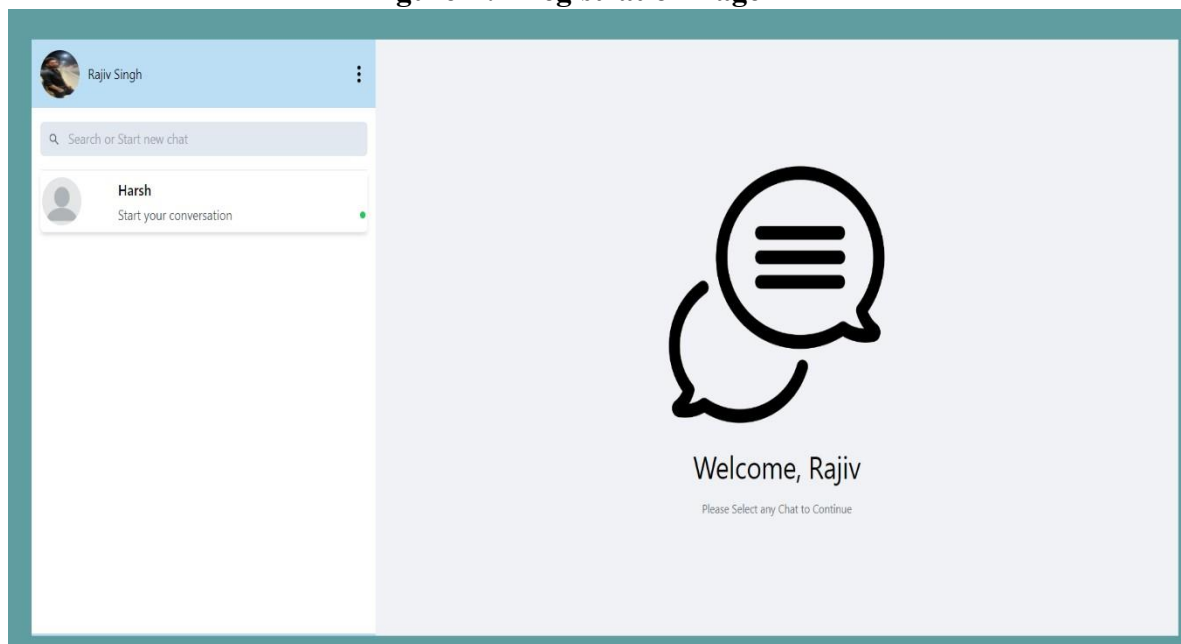 Rajiv Singh
Search or Start new chat
Harsh
Start your conversation
Welcome, Rajiv
Please Select any Chat to Continue